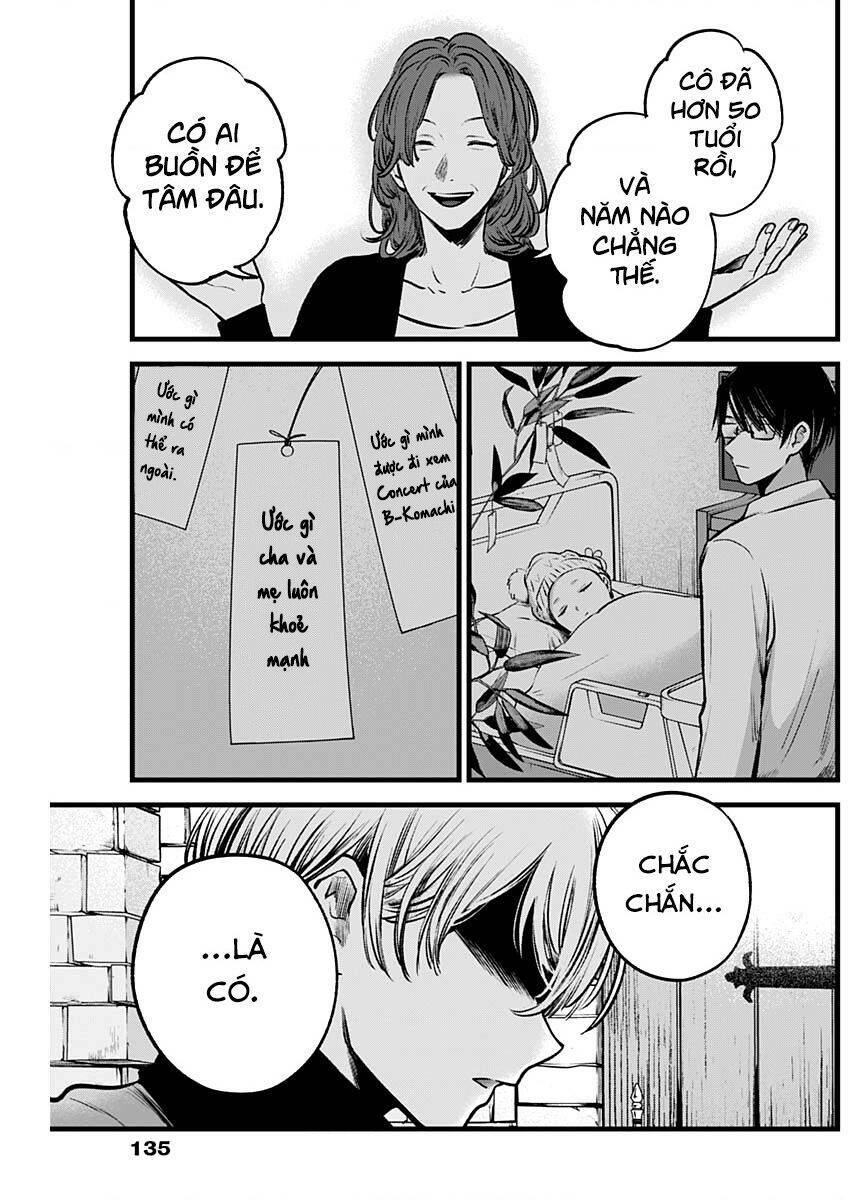 CÔ ĐÃ
HƠN 50
TUỔI
RỒI,
VÀ
NĂM NÀO
CHẲNG
THẾ.
CÓ AI
BUỒN ĐỂ
TÂM ĐÂU.
Ước gì mình
được đi xem
Concert của
B-Komachi
Ước gì
cha và
mẹ luôn
khoẻ
mạnh
Ước gì
mình có
thể ra
ngoài.
CHẮC
CHẮN...
...LÀ
CÓ.
135